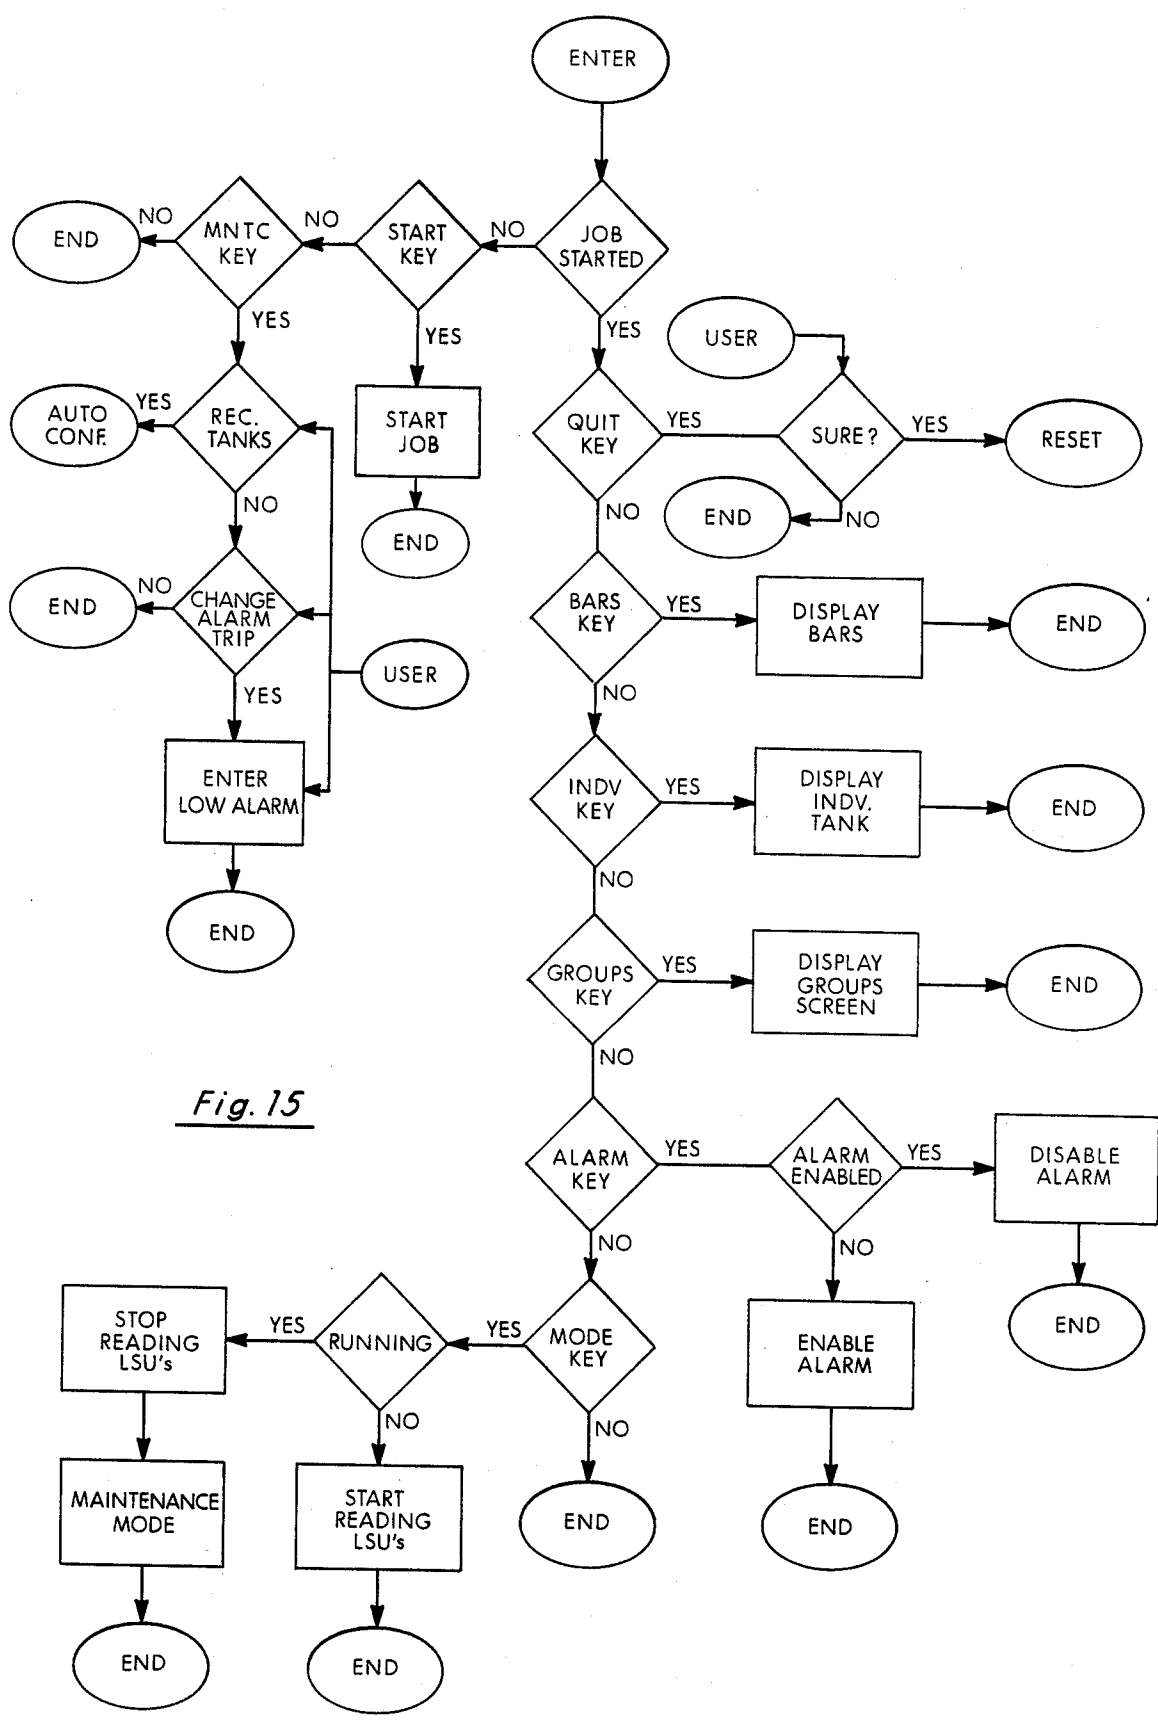 ENTER
JOB
STARTED
NO
START
KEY
NO
MNTC
KEY
NO
END
YES
YES
YES
USER
REC.
TANKS
YES
AUTO
CONF.
START
JOB
QUIT
KEY
YES
SURE?
YES
RESET
NO
END
NO
END
NO
CHANGE
ALARM
TRIP
NO
END
BARS
KEY
YES
DISPLAY
BARS
END
USER
YES
NO
ENTER
LOW ALARM
INDV
KEY
YES
DISPLAY
INDV.
TANK
END
NO
END
GROUPS
KEY
YES
DISPLAY
GROUPS
SCREEN
END
NO
Fig. 15
ALARM
KEY
YES
ALARM
ENABLED
YES
DISABLE
ALARM
NO
NO
END
STOP
READING
LSU's
YES
RUNNING
YES
MODE
KEY
ENABLE
ALARM
NO
NO
MAINTENANCE
MODE
START
READING
LSU's
END
END
END
END